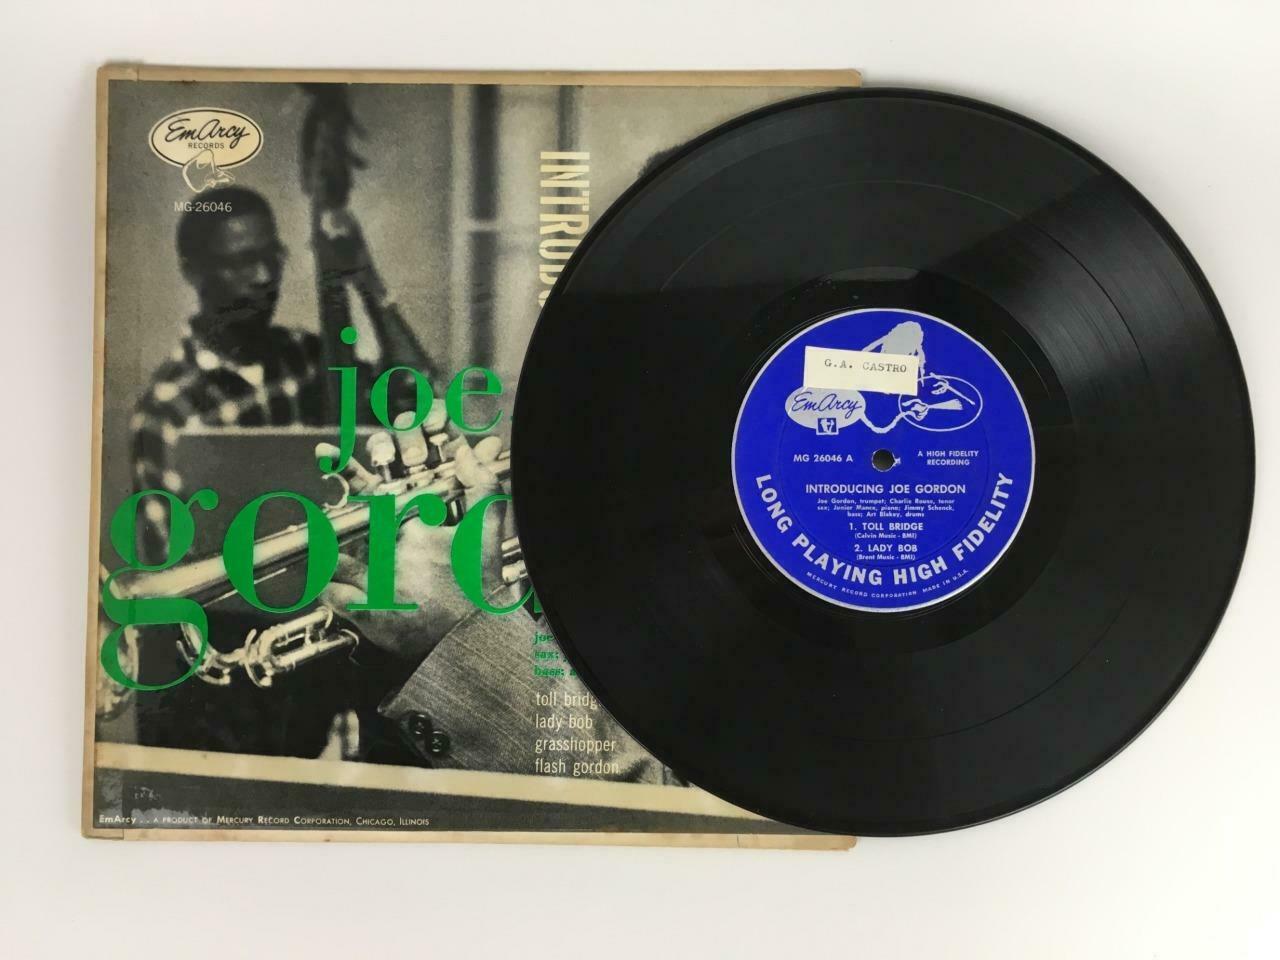 EmArcy
RECORDS
MG-26046
INTRODU
joe
gord
joe
sax;
bass;
toll bridg
lady bob
grasshopper
flash gordon
EmArcy . . A PRODUCT OF MERCURY RECORD CORPORATION, CHICAGO, ILLINOIS
G.A. CASTRO
EmArcy
MG 26046 A
A HIGH FIDELITY
RECORDING
INTRODUCING JOE GORDON
Joe Gordon, trumpet; Charlie Rouse, tenor
sax; Junior Mance, piano; Jimmy Schenck,
bass; Art Blakey, drums
1. TOLL BRIDGE
(Calvin Music - BMI)
2. LADY BOB
(Brent Music - BMI)
LONG PLAYING HIGH FIDELITY
MERCURY RECORD CORPORATION MADE IN U.S.A.